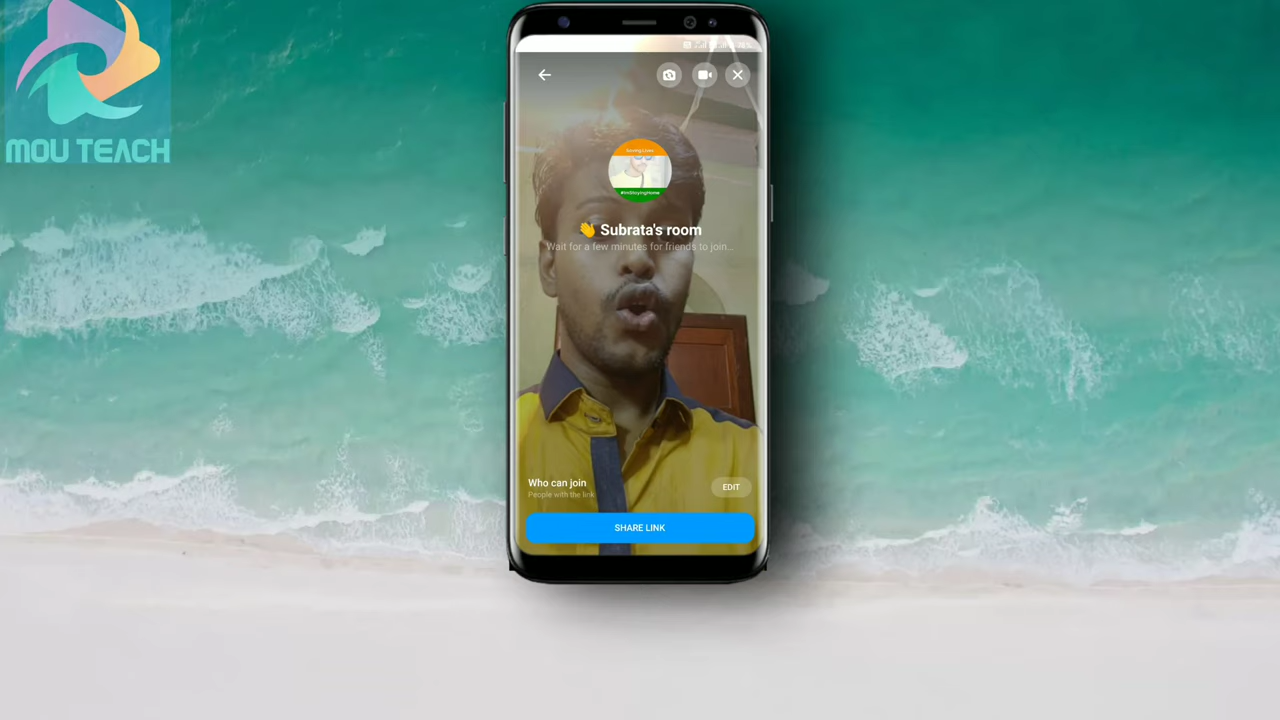 MOU TEACH
#ImStayingHome
👋 Subrata's room
Wait for a few minutes for friends to join...
Who can join
People with the link
EDIT
SHARE LINK